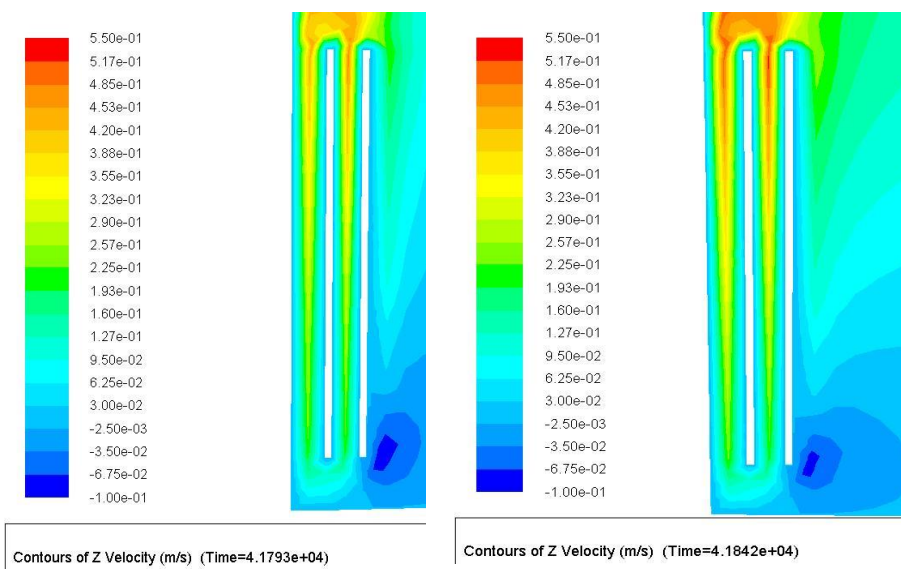 5.50e-01
5.17e-01
4.85e-01
4.53e-01
4.20e-01
3.88e-01
3.55e-01
3.23e-01
2.90e-01
2.57e-01
2.25e-01
1.93e-01
1.60e-01
1.27e-01
9.50e-02
6.25e-02
3.00e-02
-2.50e-03
-3.50e-02
-6.75e-02
-1.00e-01
Contours of Z Velocity (m/s) (Time=4.1793e+04)
5.50e-01
5.17e-01
4.85e-01
4.53e-01
4.20e-01
3.88e-01
3.55e-01
3.23e-01
2.90e-01
2.57e-01
2.25e-01
1.93e-01
1.60e-01
1.27e-01
9.50e-02
6.25e-02
3.00e-02
-2.50e-03
-3.50e-02
-6.75e-02
-1.00e-01
Contours of Z Velocity (m/s) (Time=4.1842e+04)